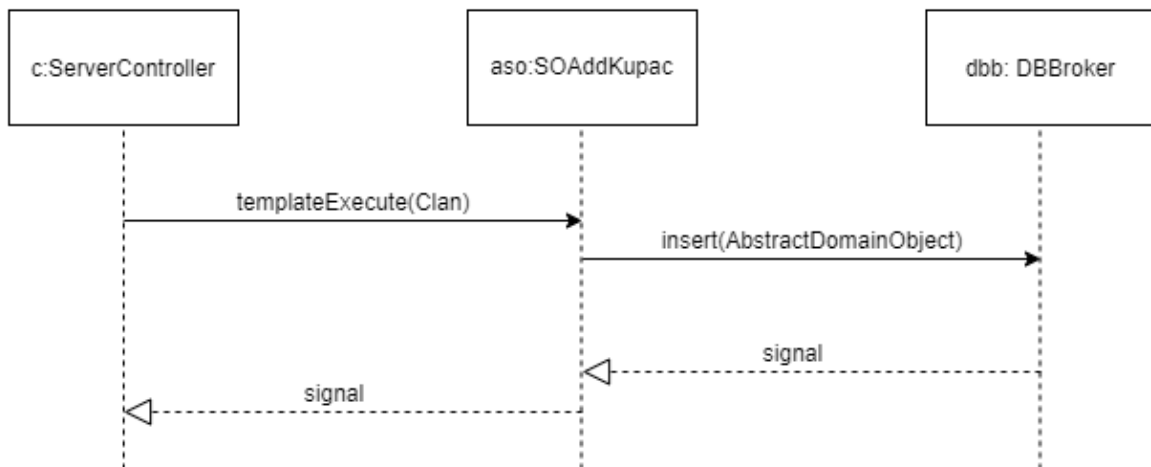 c:ServerController
aso:SOAddKupac
dbb: DBBroker
templateExecute(Clan)
insert(AbstractDomainObject)
signal
signal